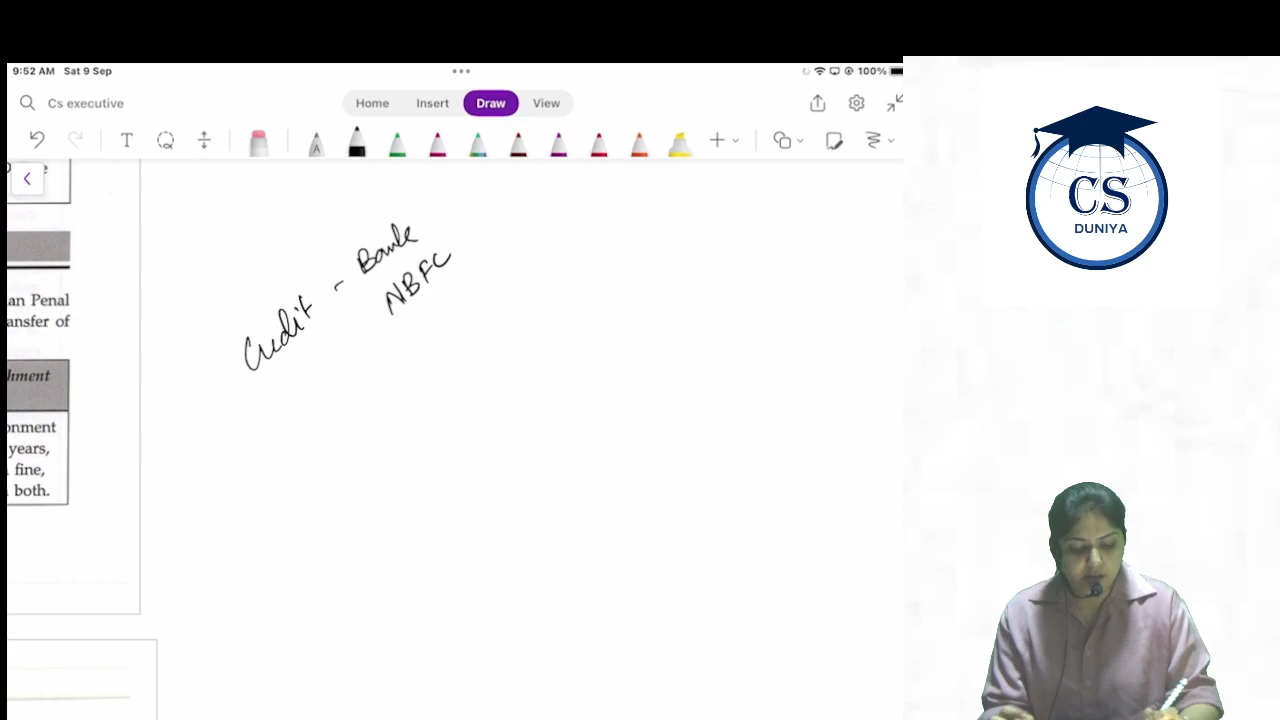 9:52 AM Sat 9 Sep
100%
Cs executive
Home Insert Draw View
T
A
an Penal
ansfer of
hment
onment
years,
fine,
both.
Credit - Bank
NBFC
CS
DUNIYA